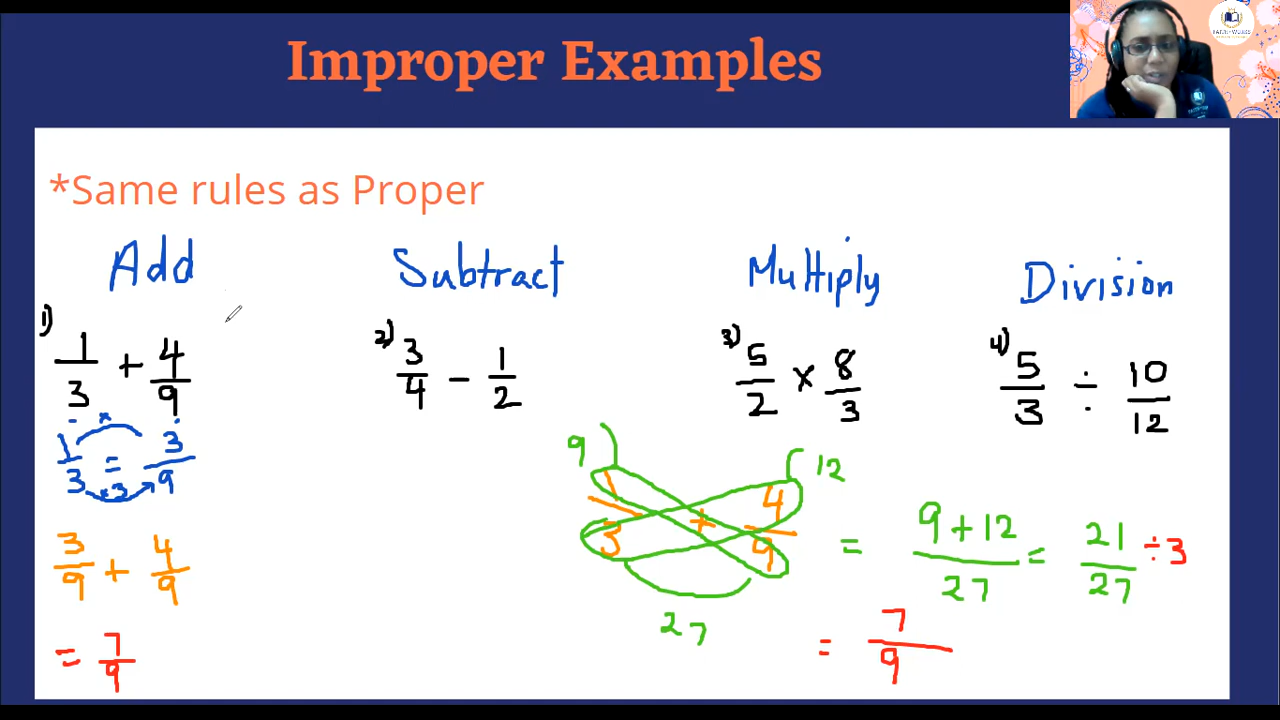 Improper Examples
*Same rules as Proper
Add
Subtract
Multiply
Division
1) 1/3 + 4/9
2) 3/4 - 1/2
3) 5/2 × 8/3
4) 5/3 ÷ 10/12
×
1/3 = 3/9
×3
3/9 + 4/9
= 7/9
9 12
1/3 + 4/9 = 9+12/27 = 21/27 ÷3
27
= 7/9